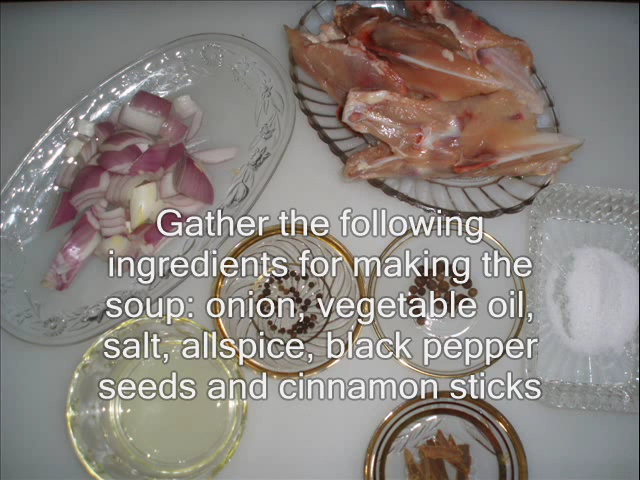 Gather the following
ingredients for making the
soup: onion, vegetable oil,
salt, allspice, black pepper
seeds and cinnamon sticks